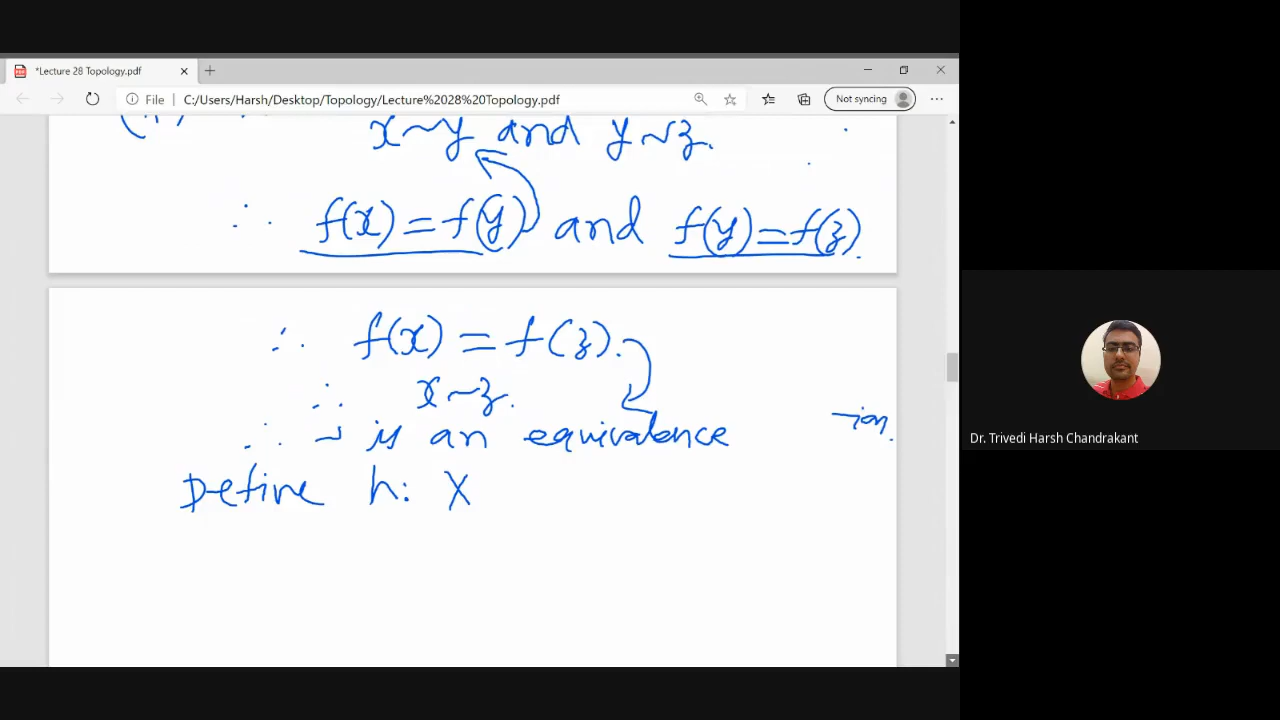 *Lecture 28 Topology.pdf
File | C:/Users/Harsh/Desktop/Topology/Lecture%2028%20Topology.pdf
Not syncing
x~y and y~z.
∴ f(x)=f(y) and f(y)=f(z).
∴ f(x) = f(z).
∴ x~z.
∴ ~ is an equivalence
-ion.
Define h: X
Dr. Trivedi Harsh Chandrakant